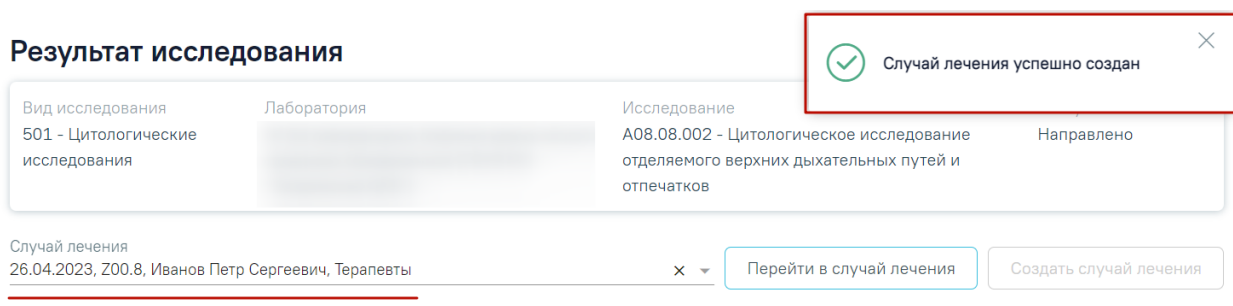 Результат исследования
Случай лечения успешно создан
Вид исследования
501 - Цитологические
исследования
Лаборатория
Исследование
A08.08.002 - Цитологическое исследование
отделяемого верхних дыхательных путей и
отпечатков
Направлено
Случай лечения
26.04.2023, Z00.8, Иванов Петр Сергеевич, Терапевты
Перейти в случай лечения
Создать случай лечения